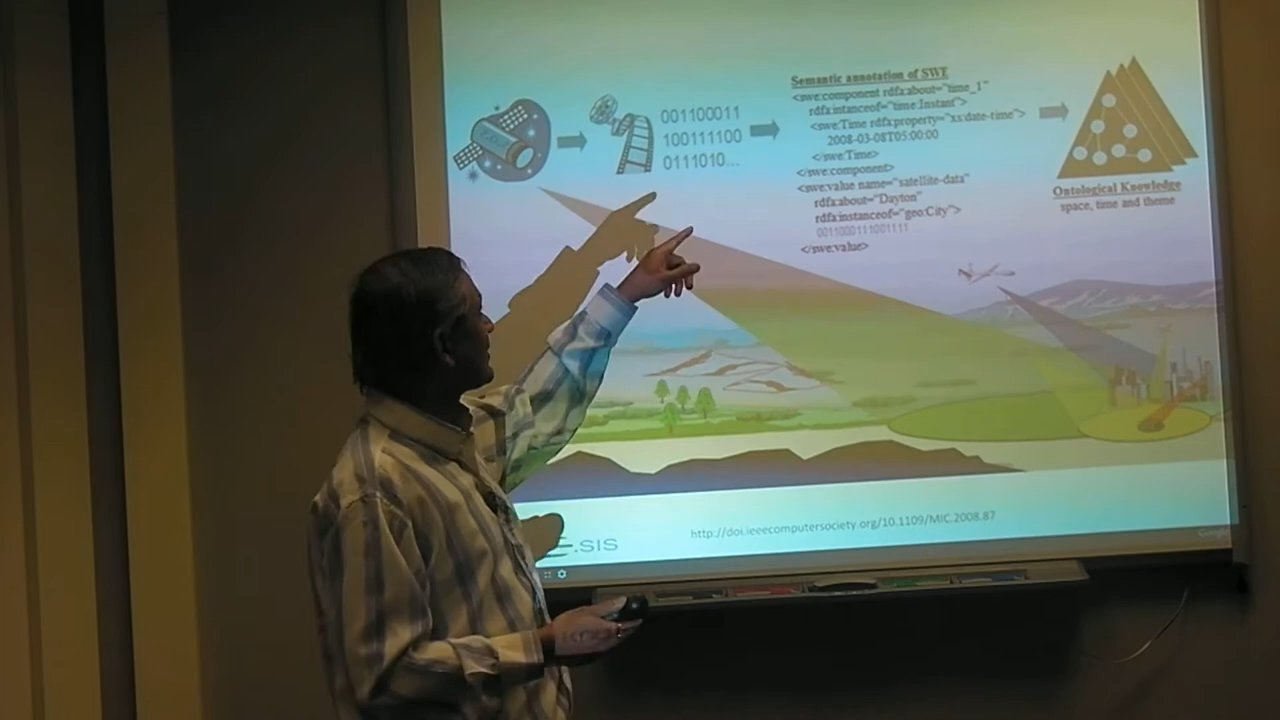 001100011
100111100
0111010...
Semantic annotation of SWE
<swe:component rdfa:about="time_1"
rdfa:intanceof="time:Instant">
<swe:Time rdfa:property="xs:date-time">
2008-03-08T05:00:00
</swe:Time>
</swe:component>
<swe:value name="satellite-data"
rdfa:about="Dayton"
rdfa:instanceof="geo:City">
0011000111001111
</swe:value>
Ontological Knowledge
space, time and theme
http://doi.ieeecomputersociety.org/10.1109/MIC.2008.87
.SIS
Google